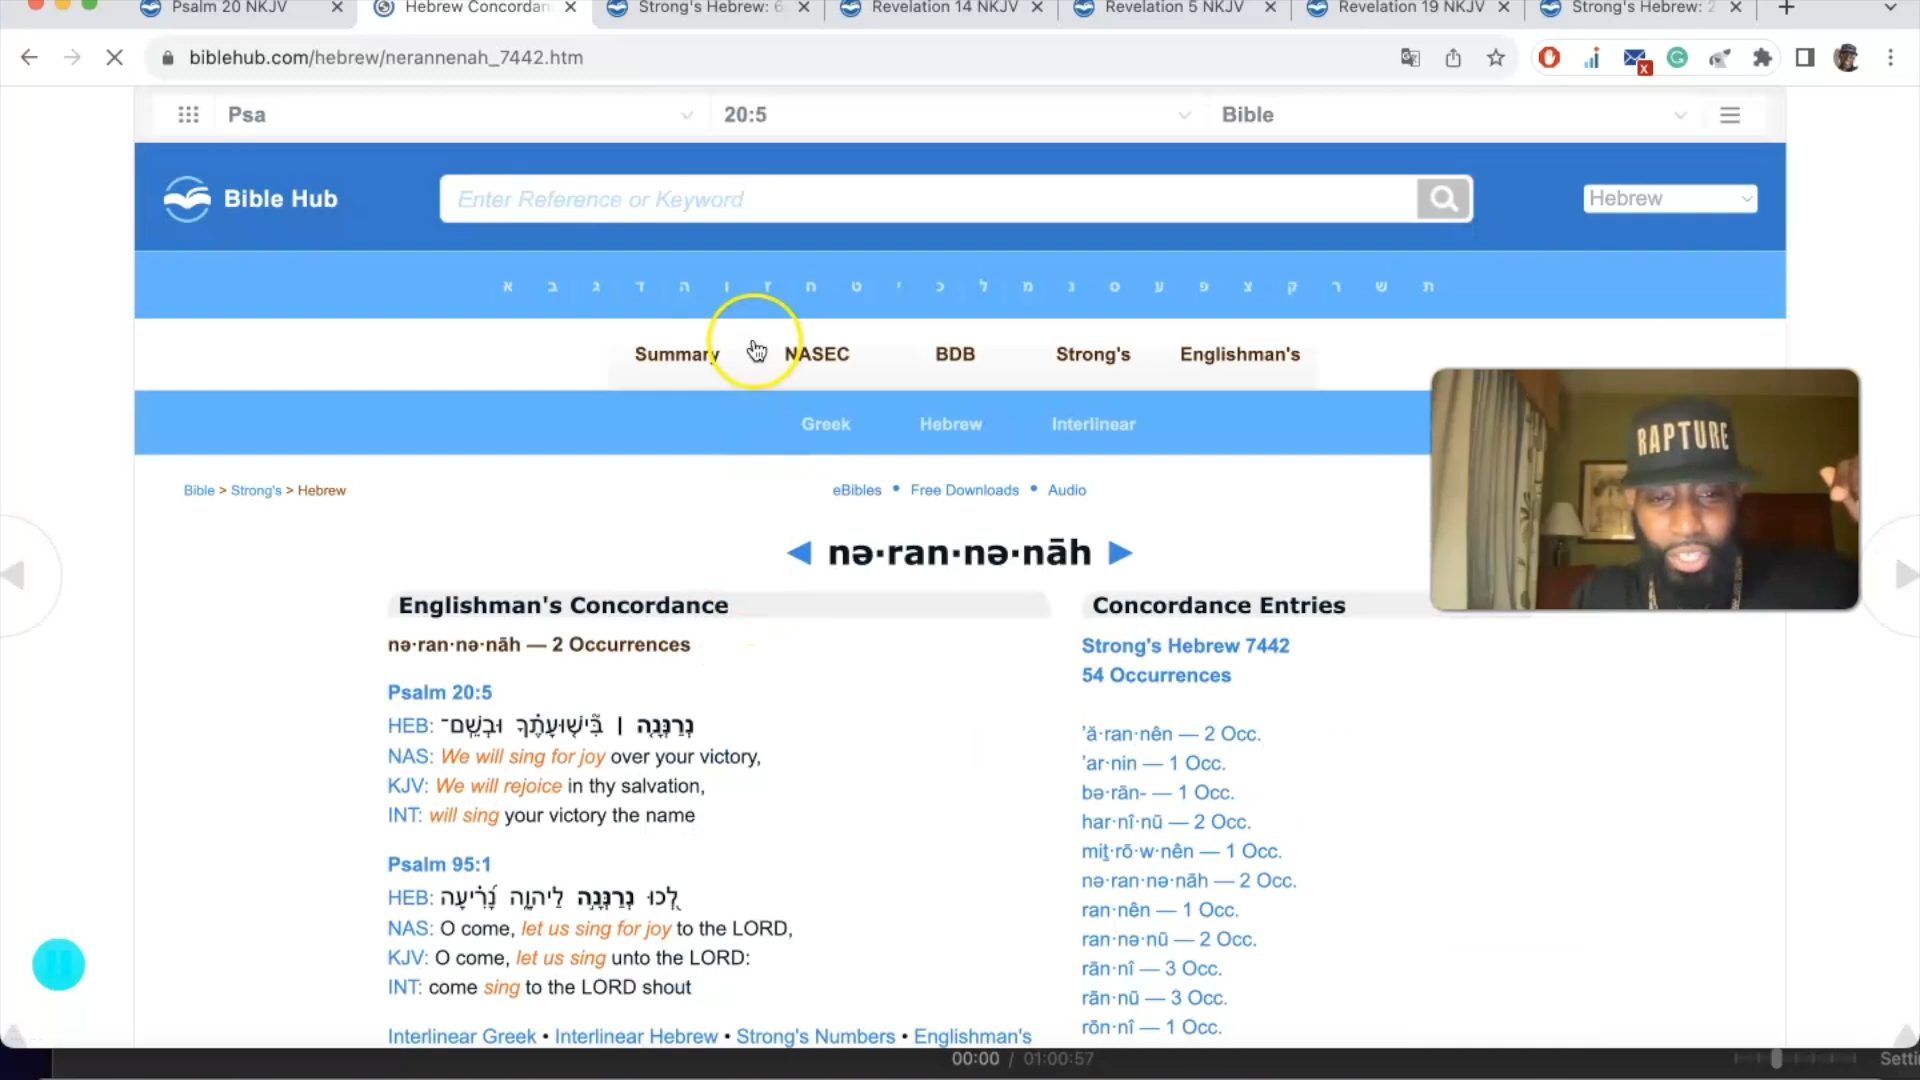 Psalm 20 NKJV
Hebrew Concordan
Strong's Hebrew: 6
Revelation 14 NKJV
Revelation 5 NKJV
Revelation 19 NKJV
Strong's Hebrew: 2
biblehub.com/hebrew/nerannenah_7442.htm
Psa
20:5
Bible
Bible Hub
Enter Reference or Keyword
Hebrew
א ב ג ד ה ו ז ח ט י כ ל מ נ ס ע פ צ ק ר ש ת
Summary NASEC BDB Strong's Englishman's
Greek Hebrew Interlinear
Bible > Strong's > Hebrew
eBibles • Free Downloads • Audio
RAPTURE
◄ nə·ran·nə·nāh ►
Englishman's Concordance
nə·ran·nə·nāh — 2 Occurrences
Psalm 20:5
HEB: נְרַנְּנָ֤ה ׀ בִּ֘ישׁ֤וּעָתֶ֗ךָ וּבְשֵֽׁם־
NAS: We will sing for joy over your victory,
KJV: We will rejoice in thy salvation,
INT: will sing your victory the name
Psalm 95:1
HEB: לְ֭כוּ נְרַנְּנָ֣ה לַיהוָ֑ה נָ֝רִ֗יעָה
NAS: O come, let us sing for joy to the LORD,
KJV: O come, let us sing unto the LORD:
INT: come sing to the LORD shout
Interlinear Greek • Interlinear Hebrew • Strong's Numbers • Englishman's
Concordance Entries
Strong's Hebrew 7442
54 Occurrences
'ă·ran·nên — 2 Occ.
'ar·nin — 1 Occ.
bə·rān- — 1 Occ.
har·nî·nū — 2 Occ.
miṯ·rō·w·nên — 1 Occ.
nə·ran·nə·nāh — 2 Occ.
ran·nên — 1 Occ.
ran·nə·nū — 2 Occ.
rān·nî — 3 Occ.
rān·nū — 3 Occ.
rōn·nî — 1 Occ.
00:00 / 01:00:57